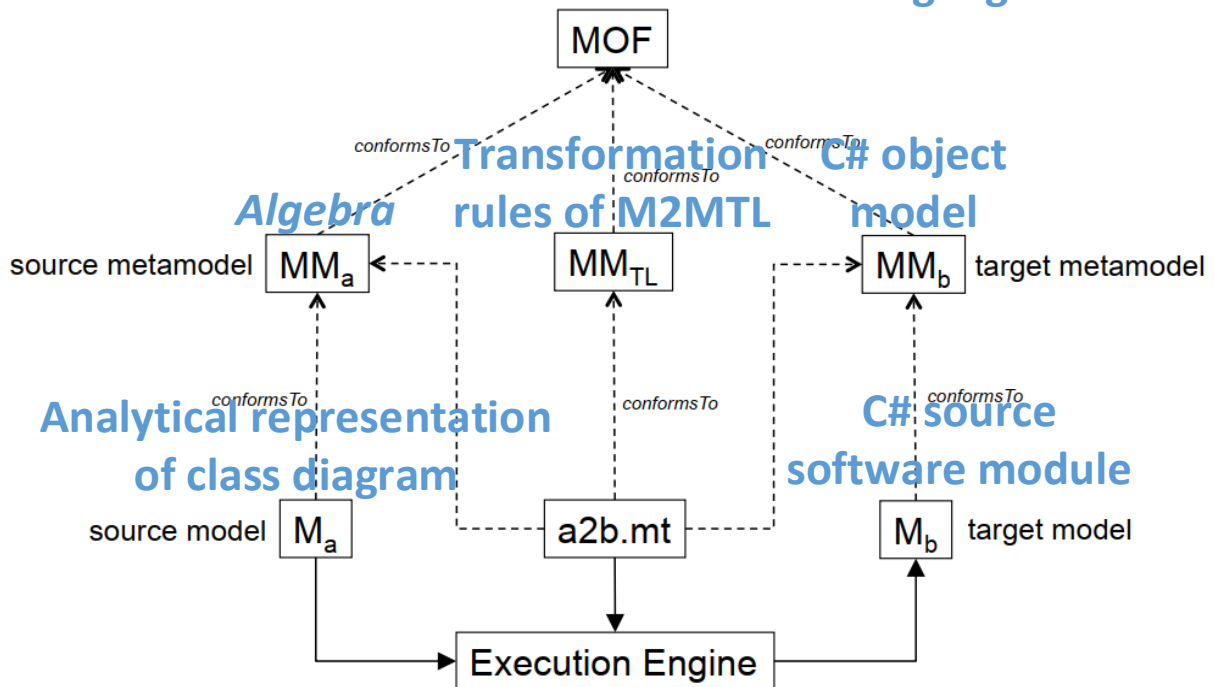 MOF
conformsTo
Transformation
conformsTo
C# object
conformsTo
Algebra
rules of M2MTL
model
source metamodel
MMa
MMTL
MMb
target metamodel
conformsTo
conformsTo
conformsTo
Analytical representation
C# source
of class diagram
software module
source model
Ma
a2b.mt
Mb
target model
Execution Engine